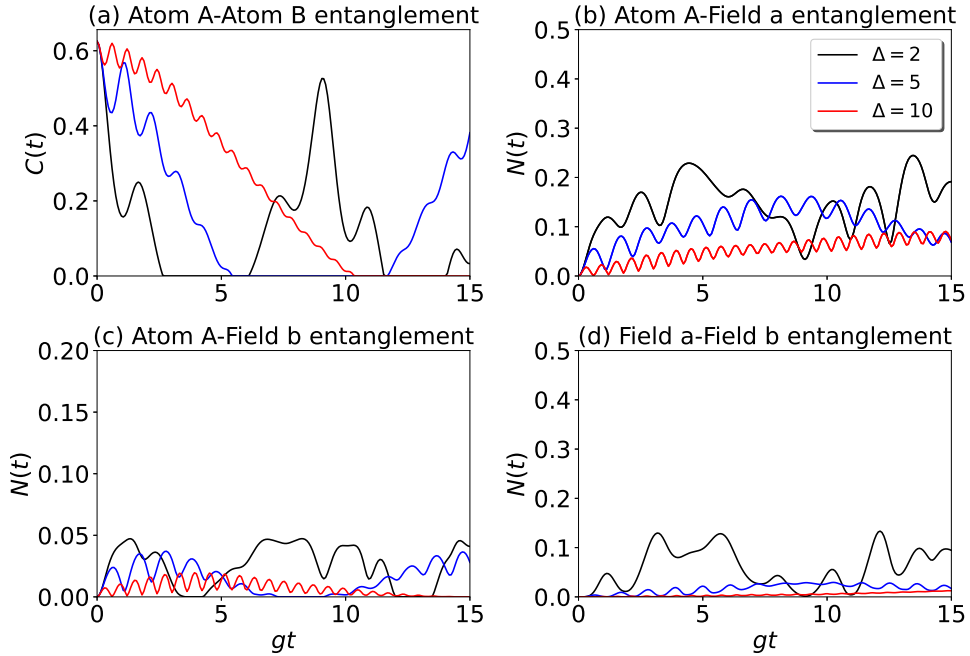 (a) Atom A-Atom B entanglement
C(t)
0.6
0.4
0.2
0.0
0
5
10
15
(b) Atom A-Field a entanglement
Δ = 2
Δ = 5
Δ = 10
N(t)
0.5
0.4
0.3
0.2
0.1
0.0
0
5
10
15
(c) Atom A-Field b entanglement
N(t)
0.20
0.15
0.10
0.05
0.00
0
5
10
15
gt
(d) Field a-Field b entanglement
N(t)
0.5
0.4
0.3
0.2
0.1
0.0
0
5
10
15
gt